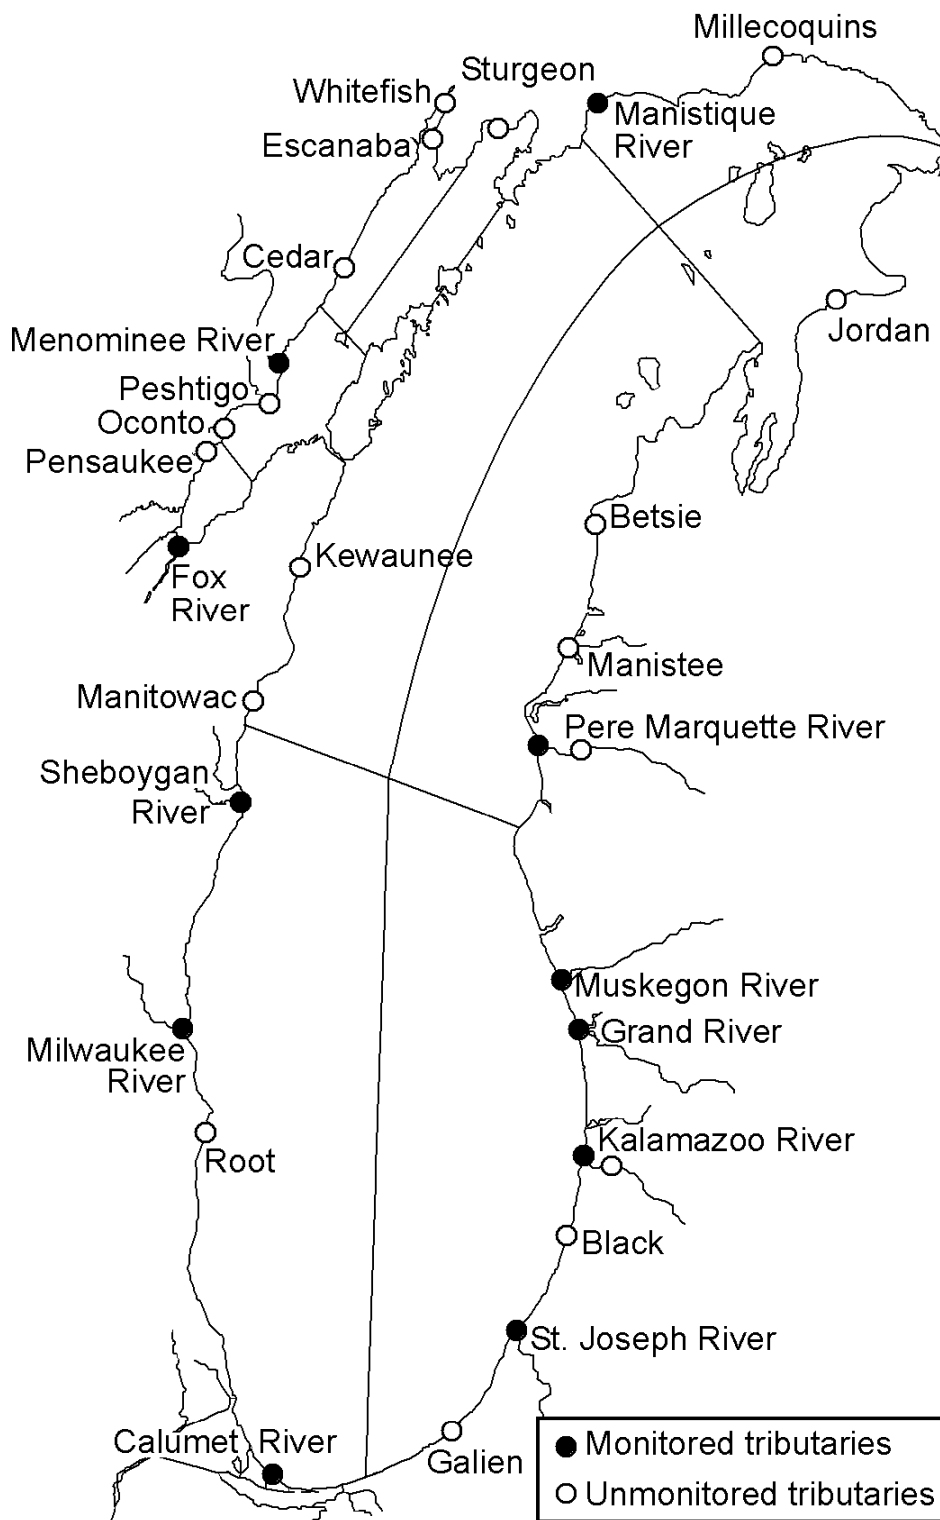 Millecoquins
Sturgeon
Whitefish
Manistique
River
Escanaba
Cedar
Jordan
Menominee River
Peshtigo
Oconto
Pensaukee
Betsie
Kewaunee
Fox
River
Manistee
Manitowac
Pere Marquette River
Sheboygan
River
Muskegon River
Grand River
Milwaukee
River
Kalamazoo River
Root
Black
St. Joseph River
Calumet River
Galien
Monitored tributaries
Unmonitored tributaries